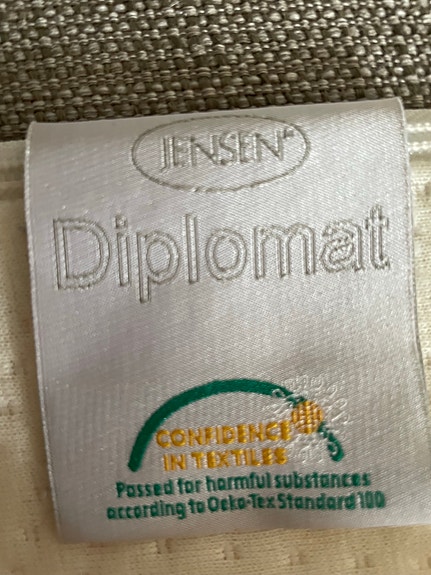 JENSEN®
Diplomat
CONFIDENCE
IN TEXTILES
Passed for harmful substances
according to Oeko-Tex Standard 100